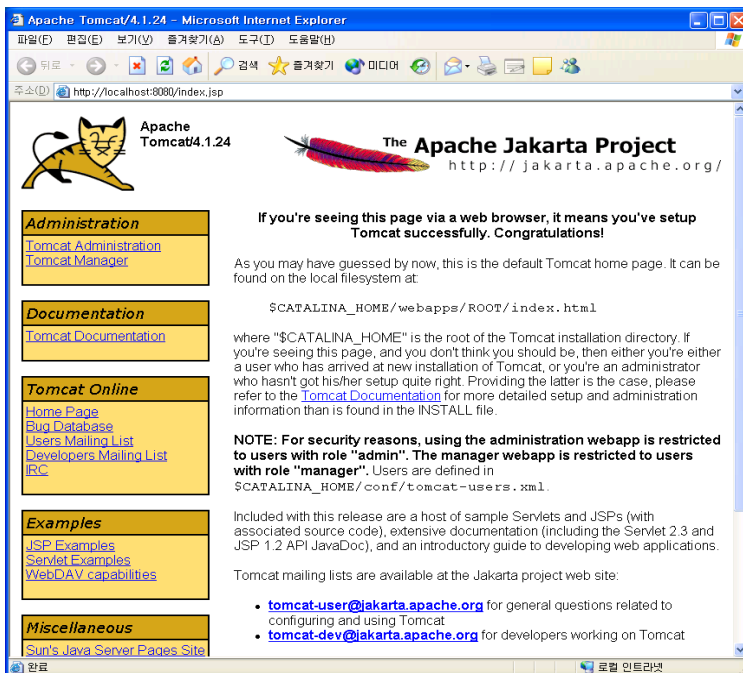 Apache Tomcat/4.1.24 - Microsoft Internet Explorer
파일(F) 편집(E) 보기(V) 즐겨찾기(A) 도구(T) 도움말(H)
뒤로 검색 즐겨찾기 미디어
주소(D) http://localhost:8080/index.jsp
Apache
Tomcat/4.1.24
The Apache Jakarta Project
http://jakarta.apache.org/
Administration
Tomcat Administration
Tomcat Manager
Documentation
Tomcat Documentation
Tomcat Online
Home Page
Bug Database
Users Mailing List
Developers Mailing List
IRC
Examples
JSP Examples
Servlet Examples
WebDAV capabilities
Miscellaneous
Sun's Java Server Pages Site
If you're seeing this page via a web browser, it means you've setup
Tomcat successfully. Congratulations!
As you may have guessed by now, this is the default Tomcat home page. It can be
found on the local filesystem at:
$CATALINA_HOME/webapps/ROOT/index.html
where "$CATALINA_HOME" is the root of the Tomcat installation directory. If
you're seeing this page, and you don't think you should be, then either you're either
a user who has arrived at new installation of Tomcat, or you're an administrator
who hasn't got his/her setup quite right. Providing the latter is the case, please
refer to the Tomcat Documentation for more detailed setup and administration
information than is found in the INSTALL file.
NOTE: For security reasons, using the administration webapp is restricted
to users with role "admin". The manager webapp is restricted to users
with role "manager". Users are defined in
$CATALINA_HOME/conf/tomcat-users.xml.
Included with this release are a host of sample Servlets and JSPs (with
associated source code), extensive documentation (including the Servlet 2.3 and
JSP 1.2 API JavaDoc), and an introductory guide to developing web applications.
Tomcat mailing lists are available at the Jakarta project web site:
• tomcat-user@jakarta.apache.org for general questions related to
configuring and using Tomcat
• tomcat-dev@jakarta.apache.org for developers working on Tomcat
완료
로컬 인트라넷